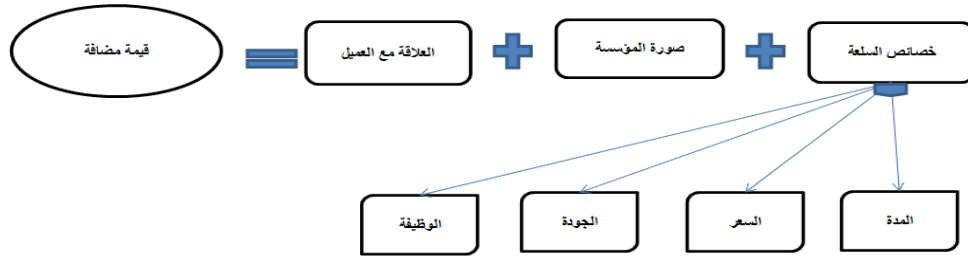 خصائص السلعة
صورة المؤسسة
العلاقة مع العميل
قيمة مضافة
المدة
السعر
الجودة
الوظيفة